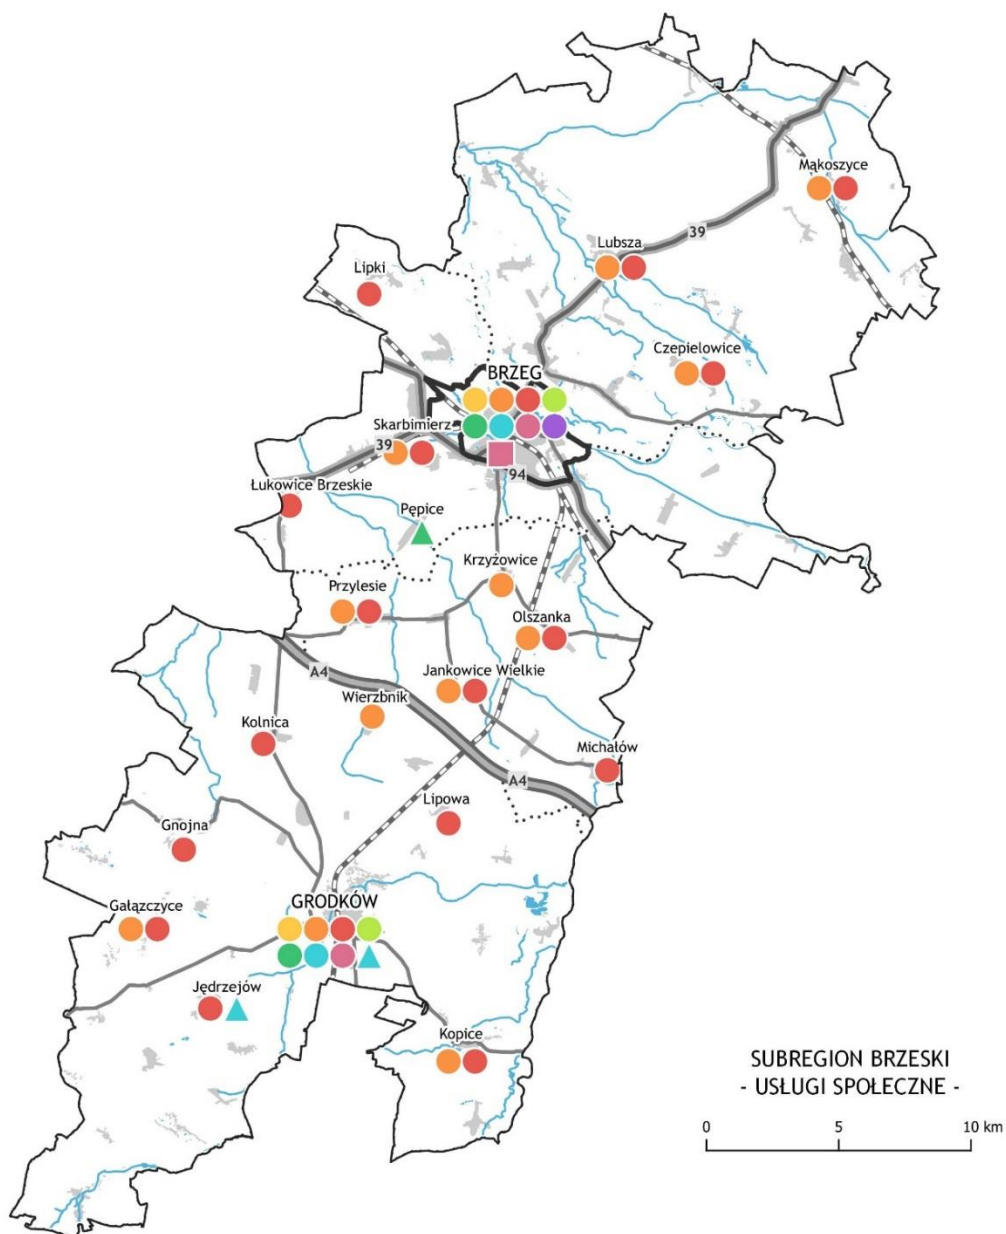 Mąkoszyce
39
Lubsza
Lipki
Czepielowice
BRZEG
Skarbimierz
39
94
Łukowice Brzeskie
Pępice
Krzyżowice
Przylesie
Olszanka
A4
Jankowice Wielkie
Wierzbnik
Kolnica
Michałów
A4
Lipowa
Gnojna
GRODKÓW
Gałązczyce
Jędrzejów
Kopice
SUBREGION BRZESKI
- USŁUGI SPOŁECZNE -
0 5 10 km